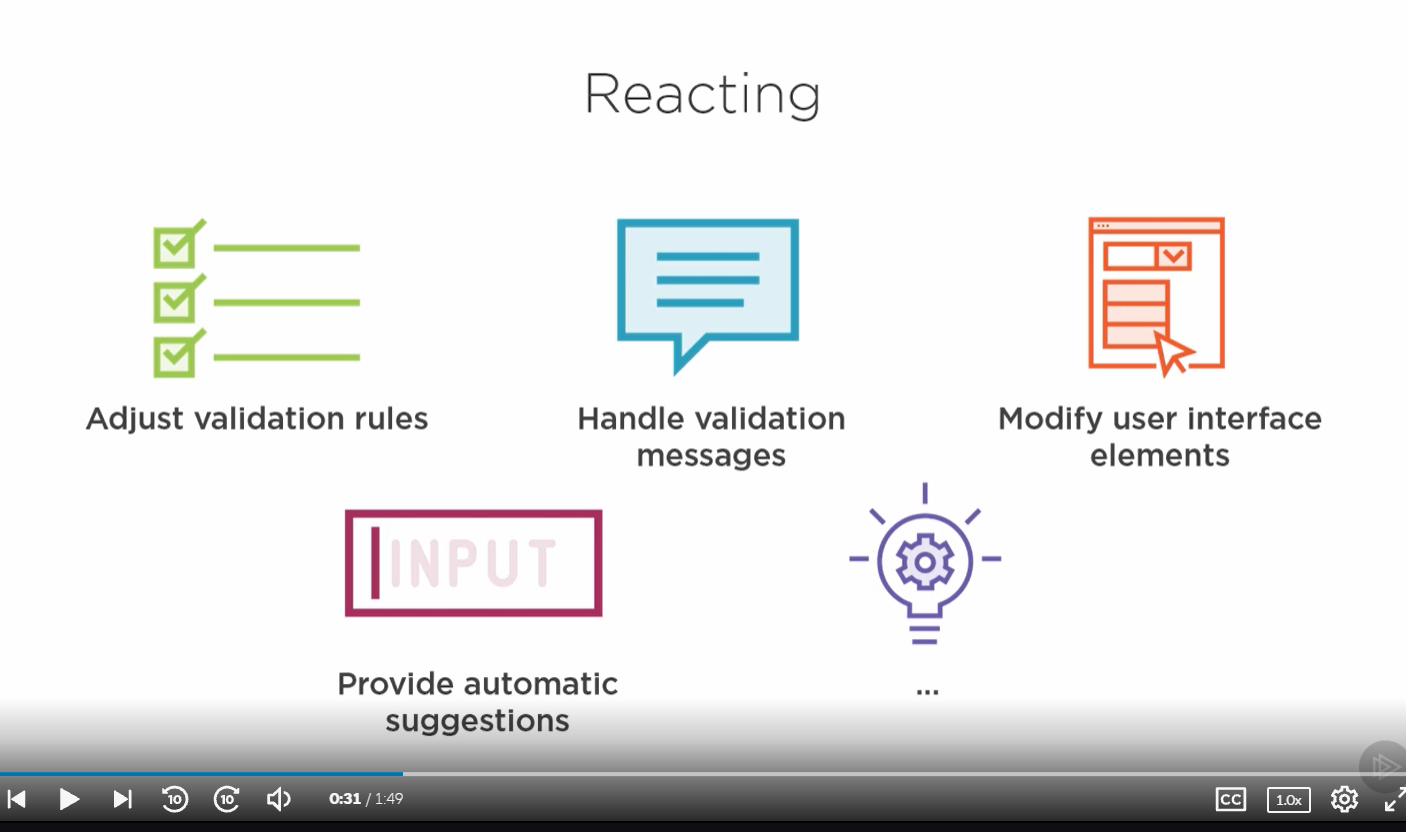 Reacting
Adjust validation rules
Handle validation
messages
Modify user interface
elements
INPUT
Provide automatic
suggestions
...
10
10
0:31 / 1:49
CC
1.0x